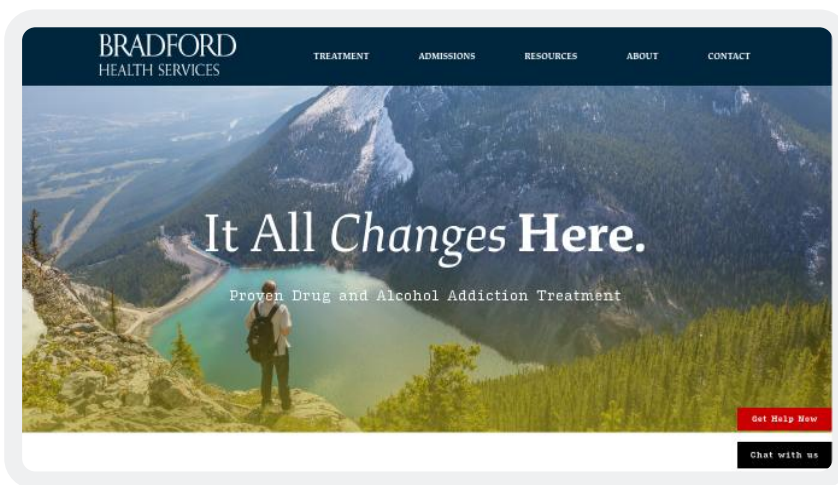 BRADFORD
HEALTH SERVICES
TREATMENT ADMISSIONS RESOURCES ABOUT CONTACT
It All Changes Here.
Proven Drug and Alcohol Addiction Treatment
Get Help Now
Chat with us